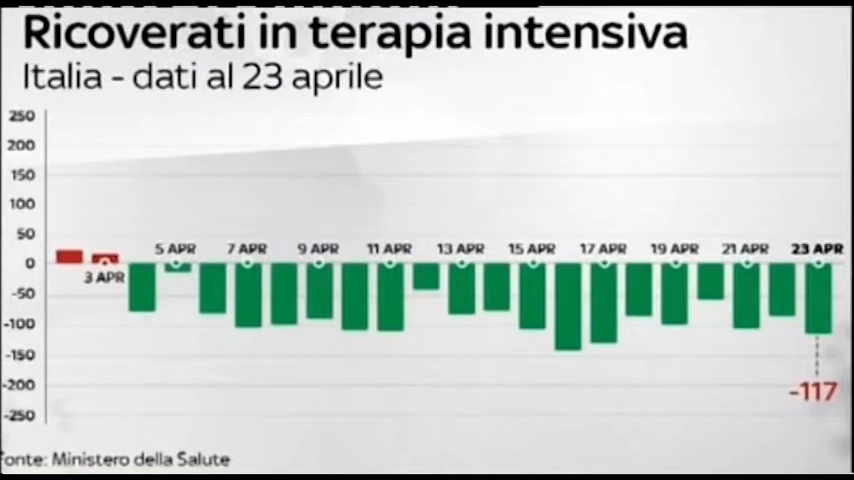 Ricoverati in terapia intensiva
Italia - dati al 23 aprile
250
200
150
100
50
0
-50
-100
-150
-200
-250
3 APR
5 APR
7 APR
9 APR
11 APR
13 APR
15 APR
17 APR
19 APR
21 APR
23 APR
-117
Fonte: Ministero della Salute